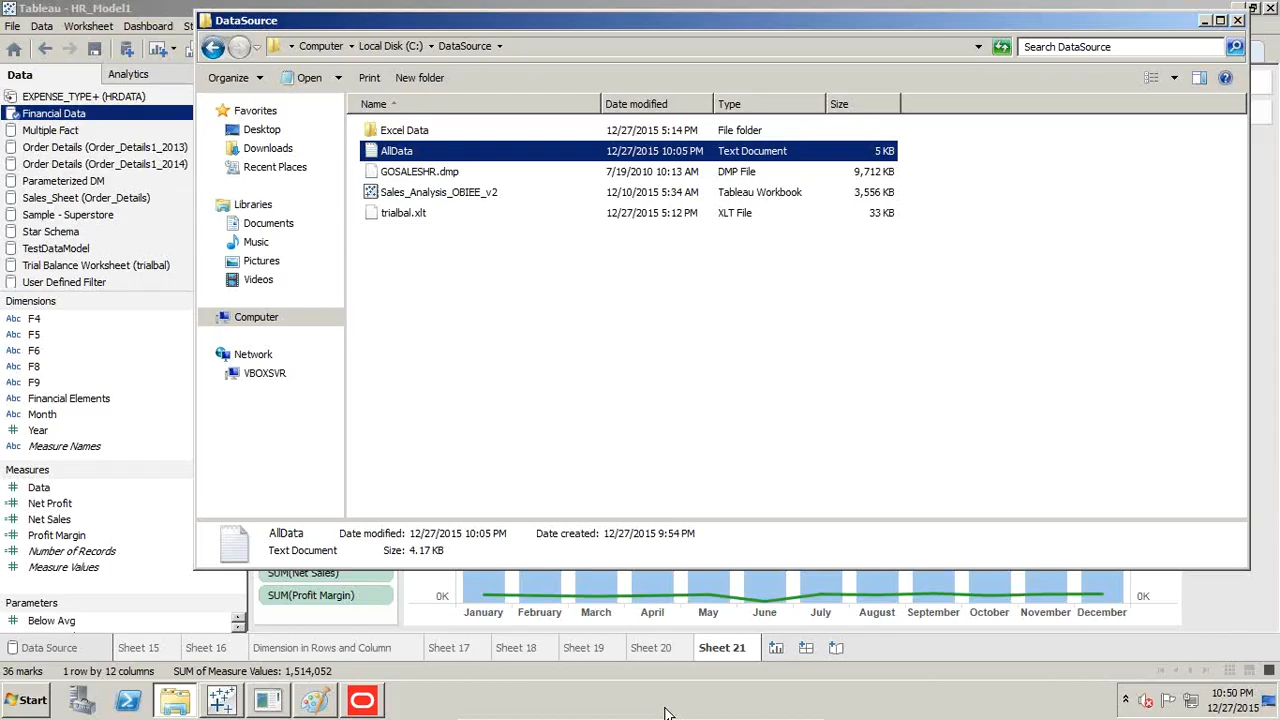 Tableau - HR_Model1
DataSource
File Data Worksheet Dashboard St
Computer Local Disk (C:) DataSource
Search DataSource
Data Analytics
Organize Open Print New folder
EXPENSE_TYPE+ (HRDATA)
Financial Data
Multiple Fact
Order Details (Order_Details1_2013)
Order Details (Order_Details1_2014)
Parameterized DM
Sales_Sheet (Order_Details)
Sample - Superstore
Star Schema
TestDataModel
Trial Balance Worksheet (trialbal)
User Defined Filter
Dimensions
Abc F4
Abc F5
Abc F6
Abc F8
Abc F9
Abc Financial Elements
Abc Month
Year
Abc Measure Names
Measures
Data
Net Profit
Net Sales
Profit Margin
Number of Records
Measure Values
Parameters
Below Avg
Favorites
Desktop
Downloads
Recent Places
Libraries
Documents
Music
Pictures
Videos
Computer
Network
VBOXSVR
Name Date modified Type Size
Excel Data 12/27/2015 5:14 PM File folder
AllData 12/27/2015 10:05 PM Text Document 5 KB
GOSALESHR.dmp 7/19/2010 10:13 AM DMP File 9,712 KB
Sales_Analysis_OBIEE_v2 12/10/2015 5:34 AM Tableau Workbook 3,556 KB
trialbal.xlt 12/27/2015 5:12 PM XLT File 33 KB
AllData Date modified: 12/27/2015 10:05 PM Date created: 12/27/2015 9:54 PM
Text Document Size: 4.17 KB
SUM(Net Sales)
SUM(Profit Margin)
0K 0K
January February March April May June July August September October November December
Data Source Sheet 15 Sheet 16 Dimension in Rows and Column Sheet 17 Sheet 18 Sheet 19 Sheet 20 Sheet 21
36 marks 1 row by 12 columns SUM of Measure Values: 1,514,052
Start
10:50 PM
12/27/2015